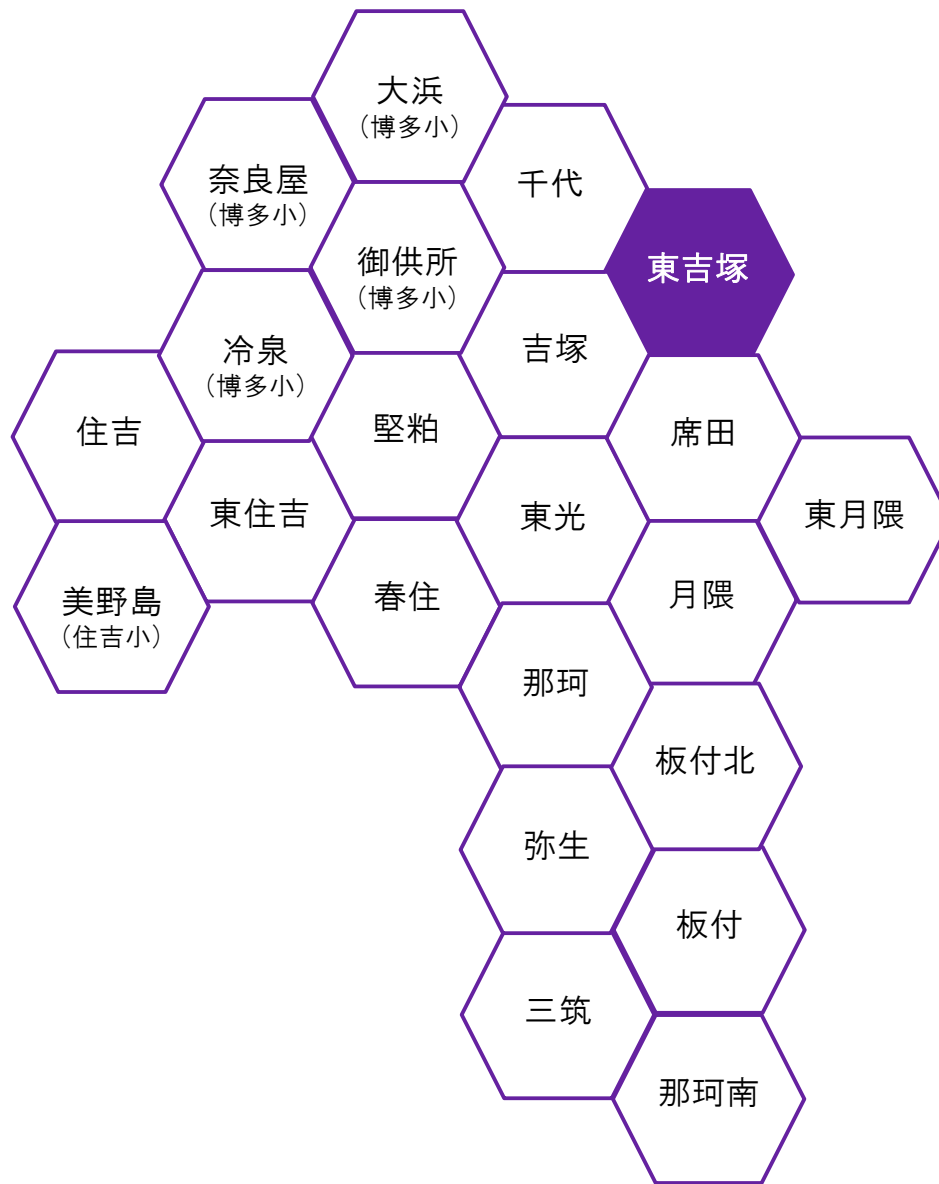 大浜
（博多小）
千代
奈良屋
（博多小）
御供所
（博多小）
東吉塚
冷泉
（博多小）
吉塚
住吉
堅粕
席田
東住吉
東光
東月隈
美野島
（住吉小）
春住
月隈
那珂
板付北
弥生
板付
三筑
那珂南